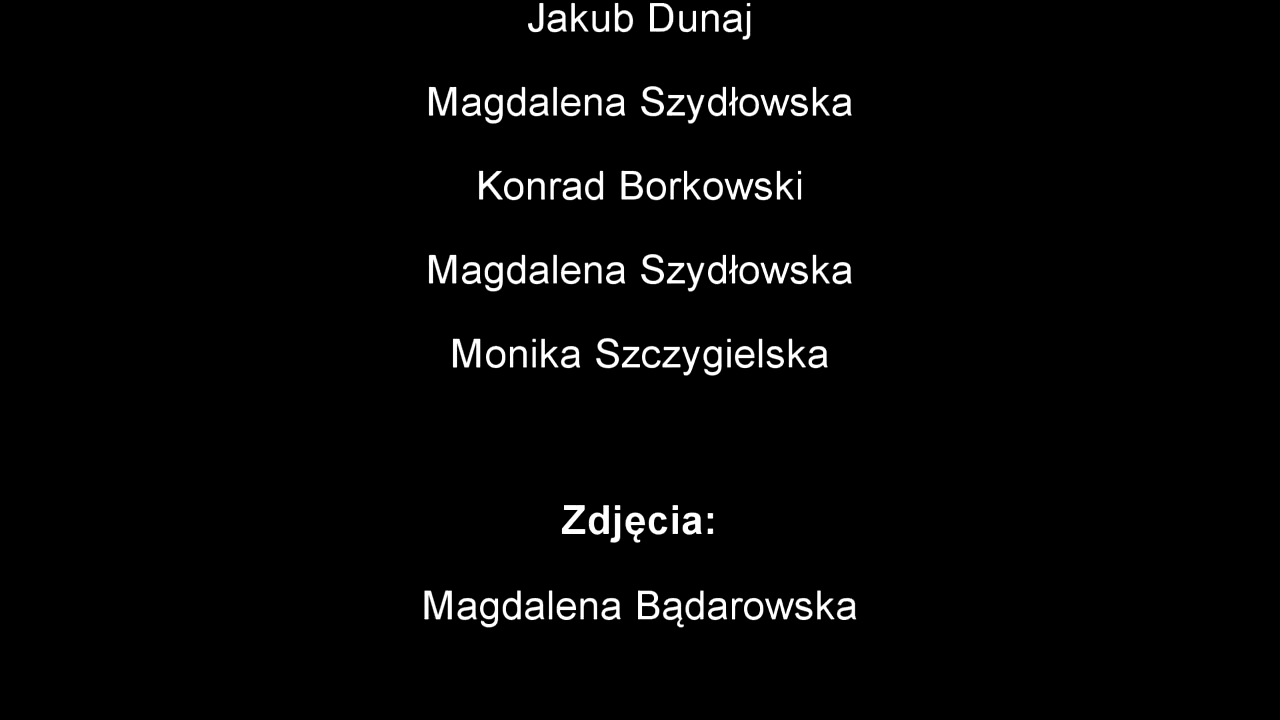 Jakub Dunaj
Magdalena Szydłowska
Konrad Borkowski
Magdalena Szydłowska
Monika Szczygielska
Zdjęcia:
Magdalena Bądarowska